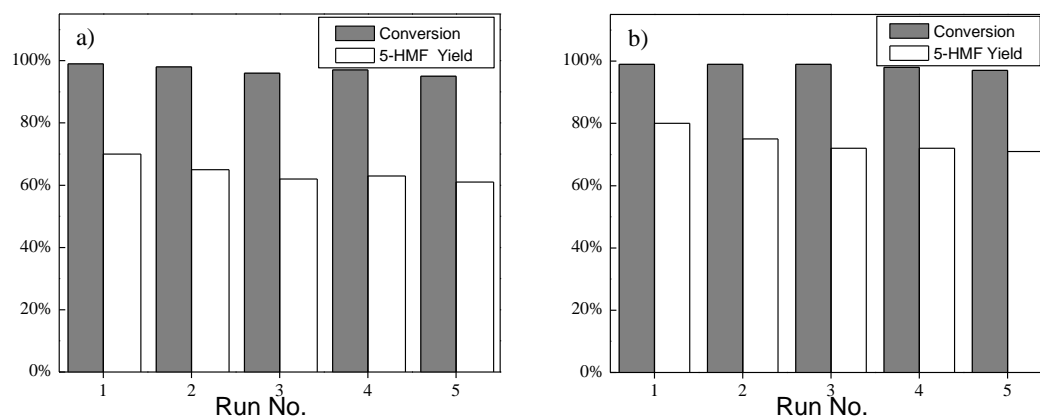 a)
Conversion
5-HMF Yield
100%
80%
60%
40%
20%
0%
1 2 3 4 5
Run No.
b)
Conversion
5-HMF Yield
100%
80%
60%
40%
20%
0%
1 2 3 4 5
Run No.